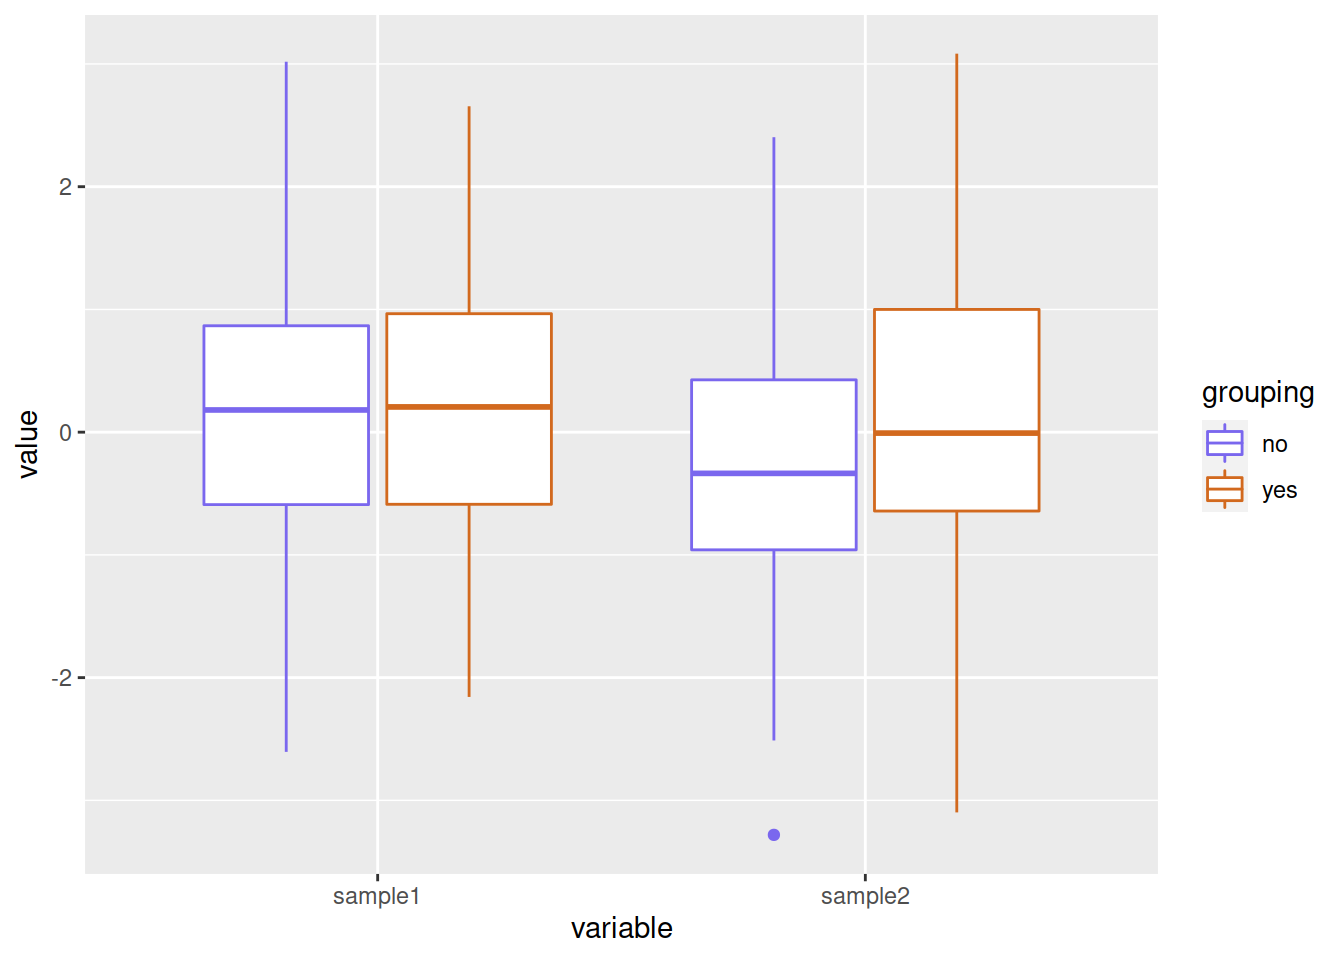 value
2
0
-2
sample1
sample2
variable
grouping
no
yes